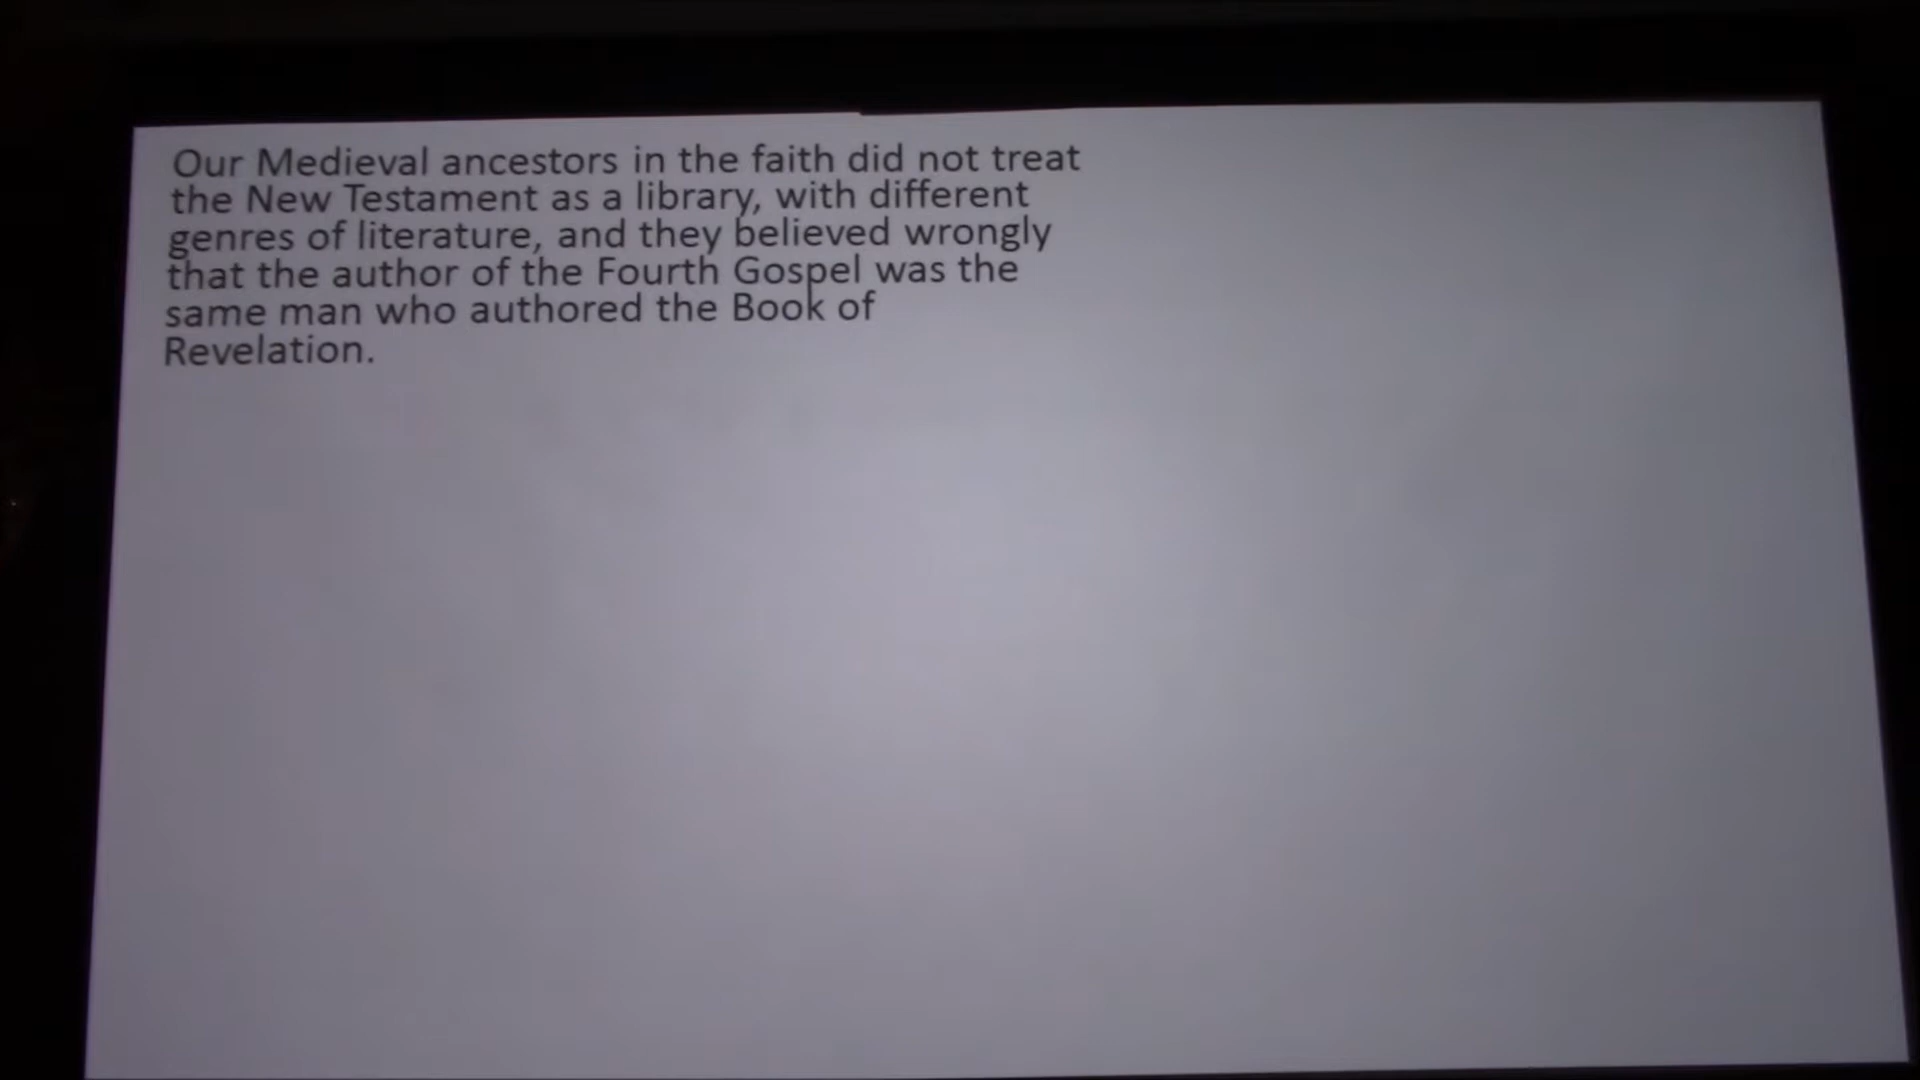 Our Medieval ancestors in the faith did not treat
the New Testament as a library, with different
genres of literature, and they believed wrongly
that the author of the Fourth Gospel was the
same man who authored the Book of
Revelation.